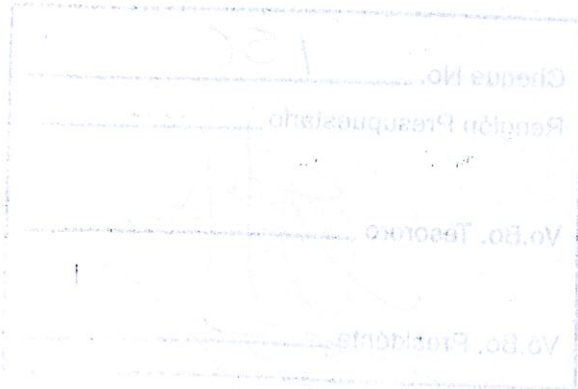 Cheque No.
Renglón Presupuestario
Vo.Bo. Tesorero
Vo.Bo. Presidente